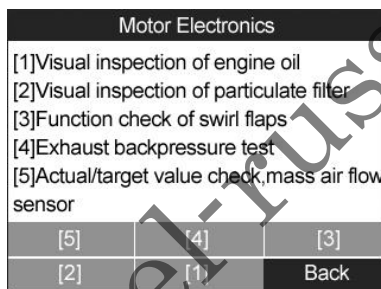 Motor Electronics
[1]Visual inspection of engine oil
[2]Visual inspection of particulate filter
[3]Function check of swirl flaps
[4]Exhaust backpressure test
[5]Actual/target value check,mass air flow
sensor
[5] [4] [3]
[2] [1] Back